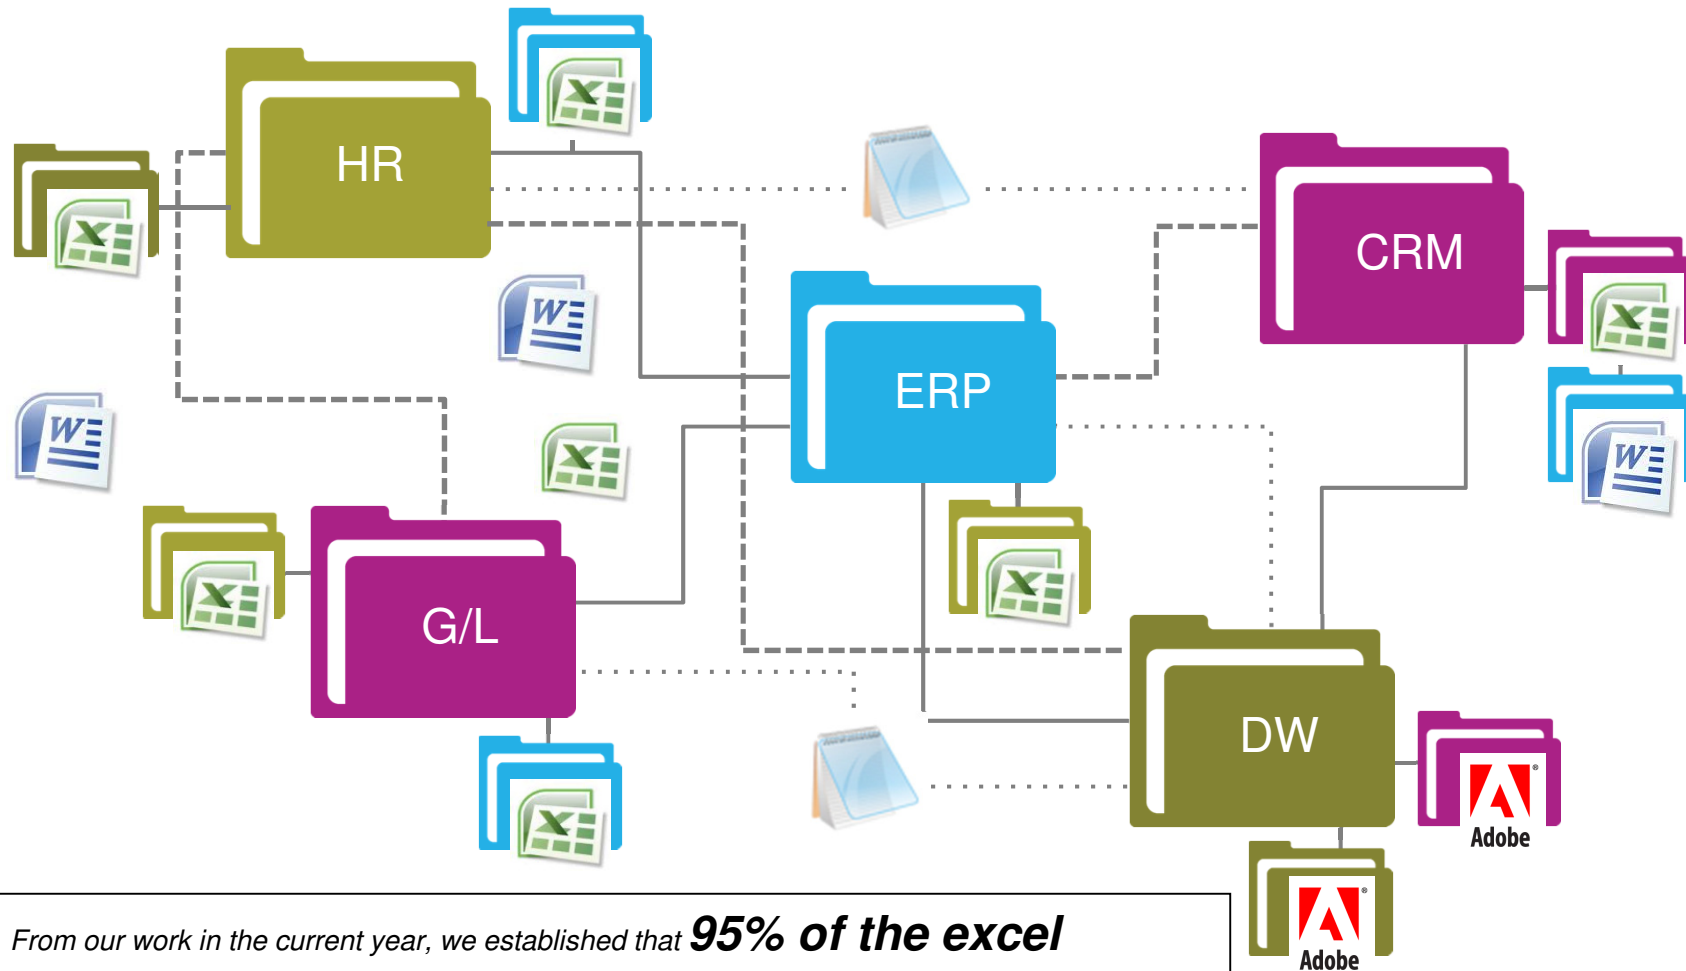 HR
CRM
ERP
G/L
DW
Adobe
Adobe
From our work in the current year, we established that 95% of the excel